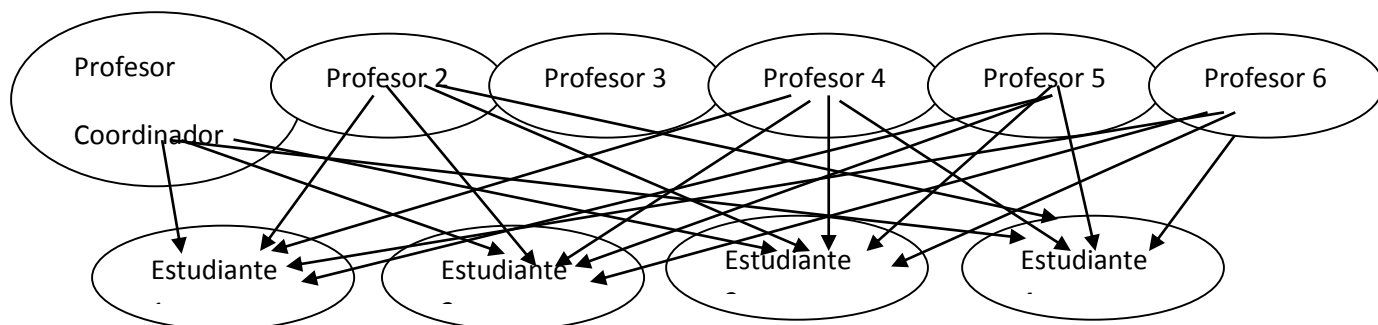 Profesor
Coordinador
Profesor 2
Profesor 3
Profesor 4
Profesor 5
Profesor 6
Estudiante
Estudiante
Estudiante
Estudiante